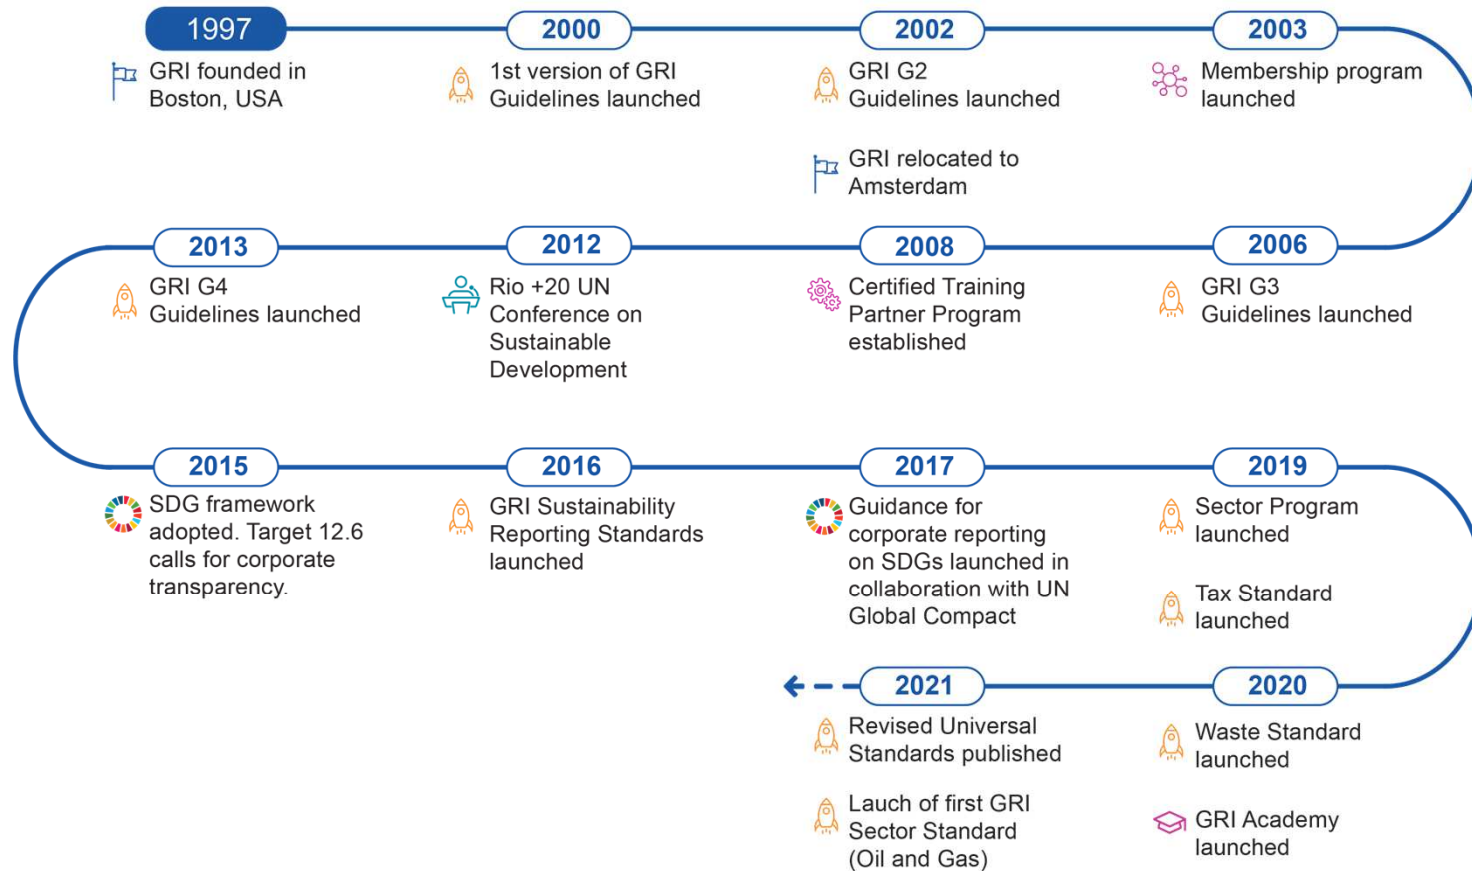 1997
GRI founded in
Boston, USA
2000
1st version of GRI
Guidelines launched
2002
GRI G2
Guidelines launched
GRI relocated to
Amsterdam
2003
Membership program
launched
2006
GRI G3
Guidelines launched
2008
Certified Training
Partner Program
established
2012
Rio +20 UN
Conference on
Sustainable
Development
2013
GRI G4
Guidelines launched
2015
SDG framework
adopted. Target 12.6
calls for corporate
transparency.
2016
GRI Sustainability
Reporting Standards
launched
2017
Guidance for
corporate reporting
on SDGs launched in
collaboration with UN
Global Compact
2019
Sector Program
launched
Tax Standard
launched
2020
Waste Standard
launched
GRI Academy
launched
2021
Revised Universal
Standards published
Lauch of first GRI
Sector Standard
(Oil and Gas)